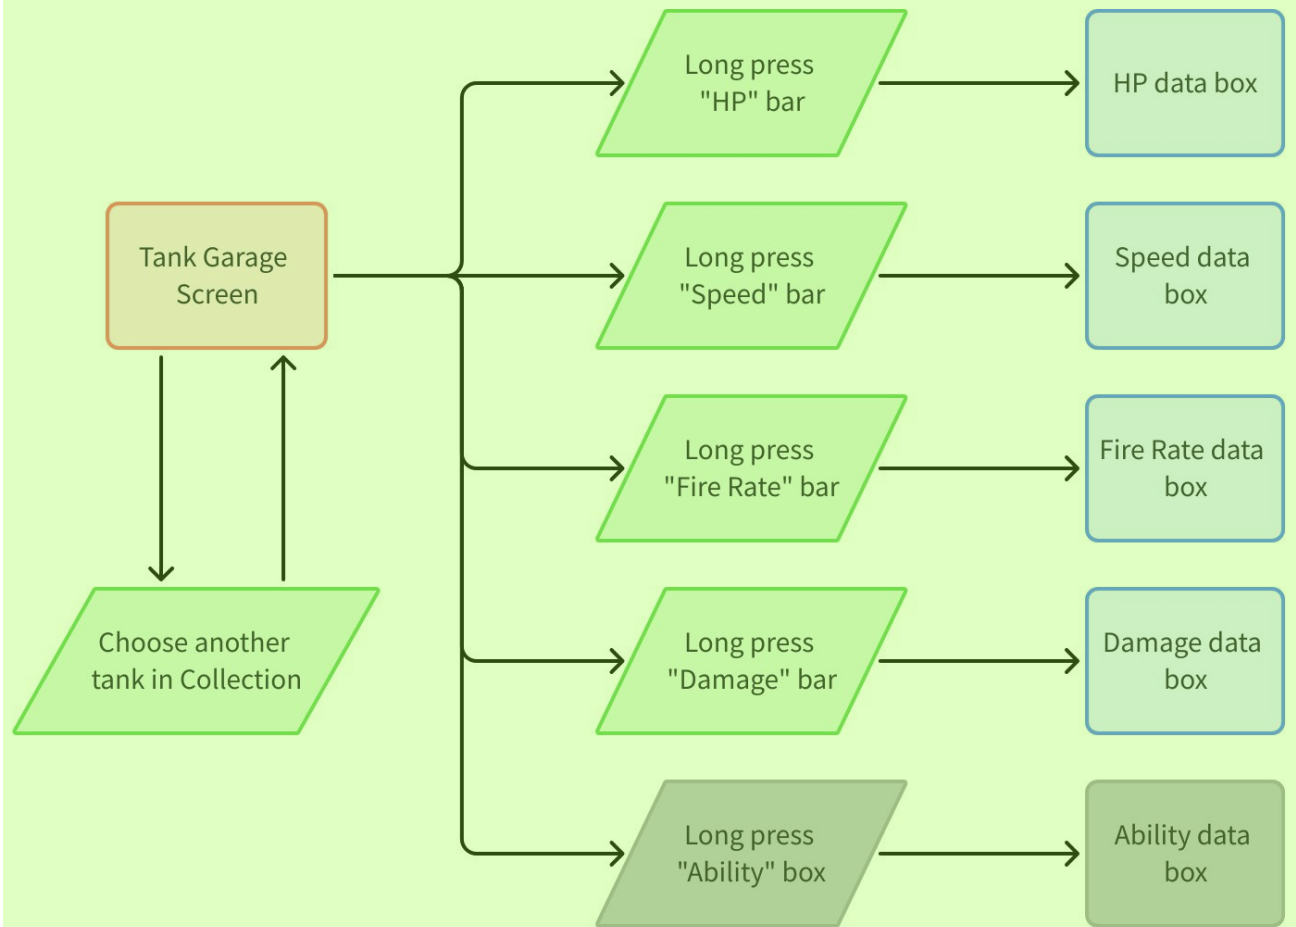 Long press
"HP" bar
HP data box
Tank Garage
Screen
Long press
"Speed" bar
Speed data
box
Long press
"Fire Rate" bar
Fire Rate data
box
Choose another
tank in Collection
Long press
"Damage" bar
Damage data
box
Long press
"Ability" box
Ability data
box